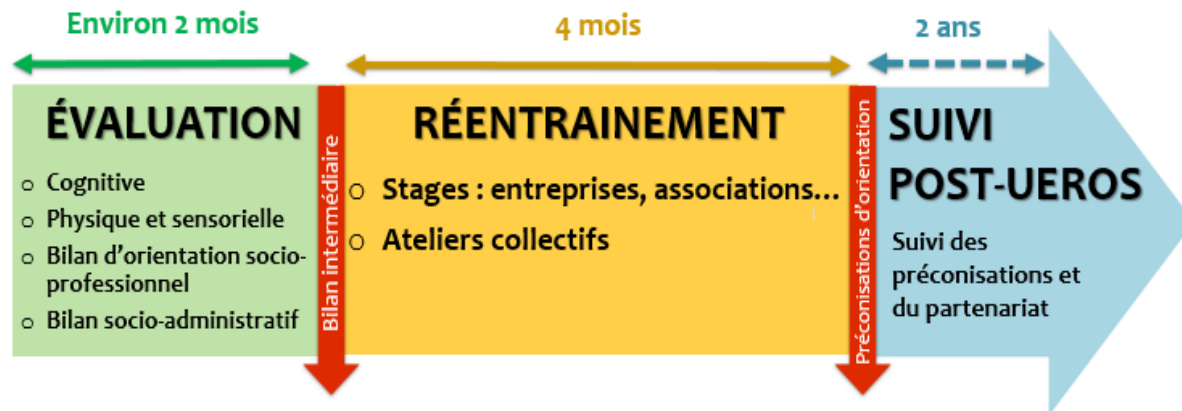 Environ 2 mois
4 mois
2 ans
ÉVALUATION
o Cognitive
o Physique et sensorielle
o Bilan d'orientation socio-
professionnel
o Bilan socio-administratif
Bilan intermédiaire
RÉENTRAINEMENT
o Stages : entreprises, associations...
o Ateliers collectifs
Préconisations d'orientation
SUIVI
POST-UEROS
Suivi des
préconisations et
du partenariat